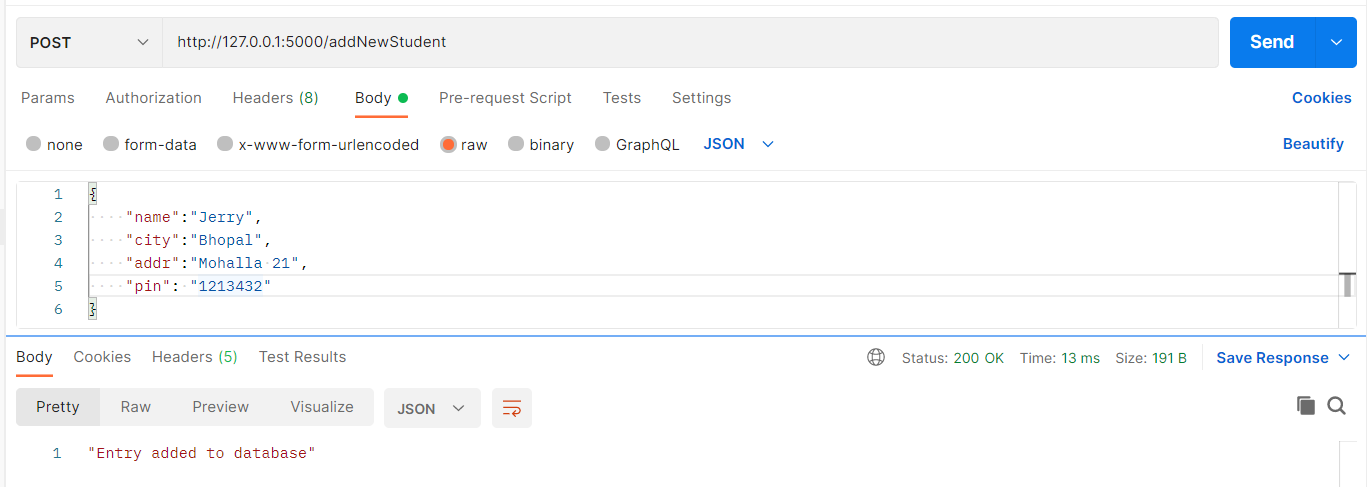 POST http://127.0.0.1:5000/addNewStudent Send
Params Authorization Headers (8) Body Pre-request Script Tests Settings Cookies
none form-data x-www-form-urlencoded raw binary GraphQL JSON Beautify
1 {
2 "name":"Jerry",
3 "city":"Bhopal",
4 "addr":"Mohalla 21",
5 "pin": "1213432"
6 }
Body Cookies Headers (5) Test Results Status: 200 OK Time: 13 ms Size: 191 B Save Response
Pretty Raw Preview Visualize JSON
1 "Entry added to database"